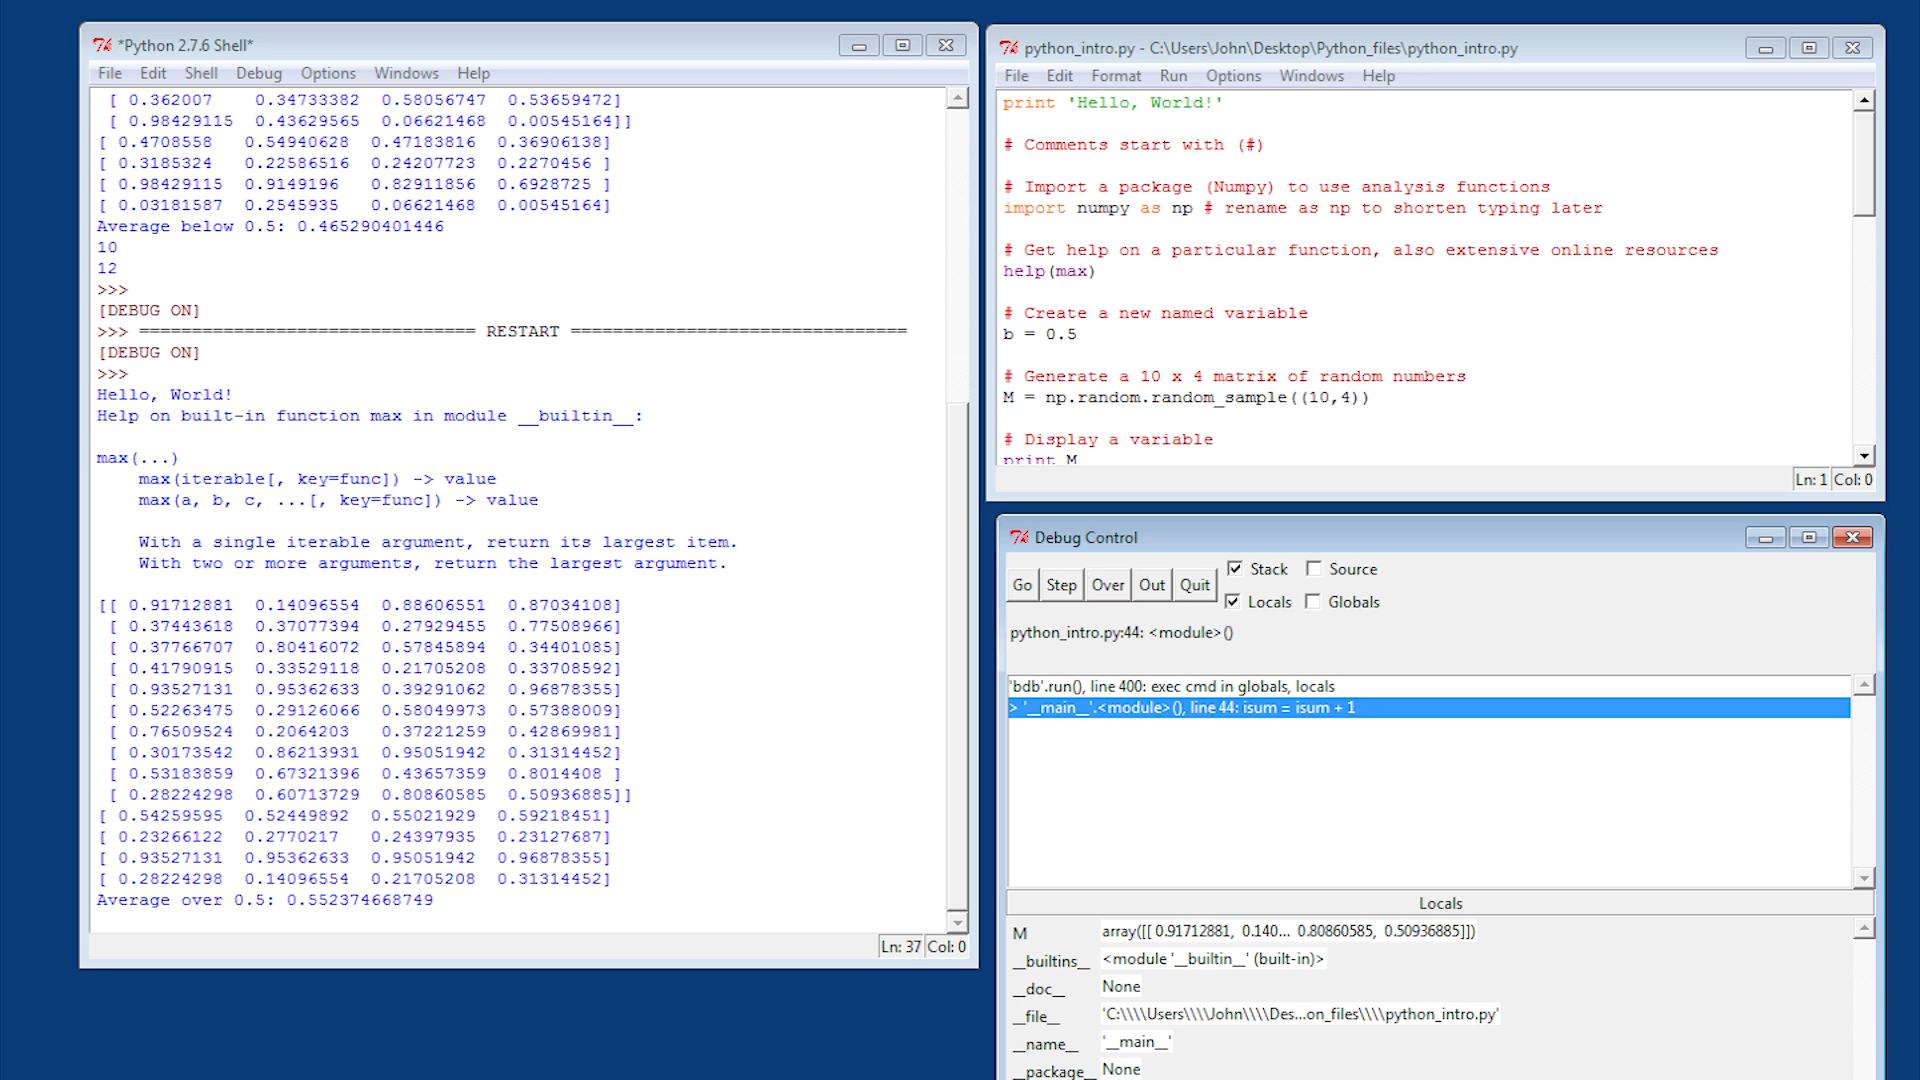 *Python 2.7.6 Shell*
File Edit Shell Debug Options Windows Help
[ 0.362007 0.34733382 0.58056747 0.53659472]
[ 0.98429115 0.43629565 0.06621468 0.00545164]]
[ 0.4708558 0.54940628 0.47183816 0.36906138]
[ 0.3185324 0.22586516 0.24207723 0.2270456 ]
[ 0.98429115 0.9149196 0.82911856 0.6928725 ]
[ 0.03181587 0.2545935 0.06621468 0.00545164]
Average below 0.5: 0.465290401446
10
12
>>>
[DEBUG ON]
>>> ================================ RESTART ================================
[DEBUG ON]
>>>
Hello, World!
Help on built-in function max in module __builtin__:
max(...)
max(iterable[, key=func]) -> value
max(a, b, c, ...[, key=func]) -> value
With a single iterable argument, return its largest item.
With two or more arguments, return the largest argument.
[[ 0.91712881 0.14096554 0.88606551 0.87034108]
[ 0.37443618 0.37077394 0.27929455 0.77508966]
[ 0.37766707 0.80416072 0.57845894 0.34401085]
[ 0.41790915 0.33529118 0.21705208 0.33708592]
[ 0.93527131 0.95362633 0.39291062 0.96878355]
[ 0.52263475 0.29126066 0.58049973 0.57388009]
[ 0.76509524 0.2064203 0.37221259 0.42869981]
[ 0.30173542 0.86213931 0.95051942 0.31314452]
[ 0.53183859 0.67321396 0.43657359 0.8014408 ]
[ 0.28224298 0.60713729 0.80860585 0.50936885]]
[ 0.54259595 0.52449892 0.55021929 0.59218451]
[ 0.23266122 0.2770217 0.24397935 0.23127687]
[ 0.93527131 0.95362633 0.95051942 0.96878355]
[ 0.28224298 0.14096554 0.21705208 0.31314452]
Average over 0.5: 0.552374668749
Ln: 37 Col: 0
python_intro.py - C:\Users\John\Desktop\Python_files\python_intro.py
File Edit Format Run Options Windows Help
print 'Hello, World!'
# Comments start with (#)
# Import a package (Numpy) to use analysis functions
import numpy as np # rename as np to shorten typing later
# Get help on a particular function, also extensive online resources
help(max)
# Create a new named variable
b = 0.5
# Generate a 10 x 4 matrix of random numbers
M = np.random.random_sample((10,4))
# Display a variable
print M
Ln: 1 Col: 0
Debug Control
Go Step Over Out Quit
Stack Source
Locals Globals
python_intro.py:44: <module>()
'bdb'.run(), line 400: exec cmd in globals, locals
> '__main__'.<module>(), line 44: isum = isum + 1
Locals
M array([[ 0.91712881, 0.140... 0.80860585, 0.50936885]])
__builtins__ <module '__builtin__' (built-in)>
__doc__ None
__file__ 'C:\\\\Users\\\\John\\\\Des...on_files\\\\python_intro.py'
__name__ '__main__'
__package__ None